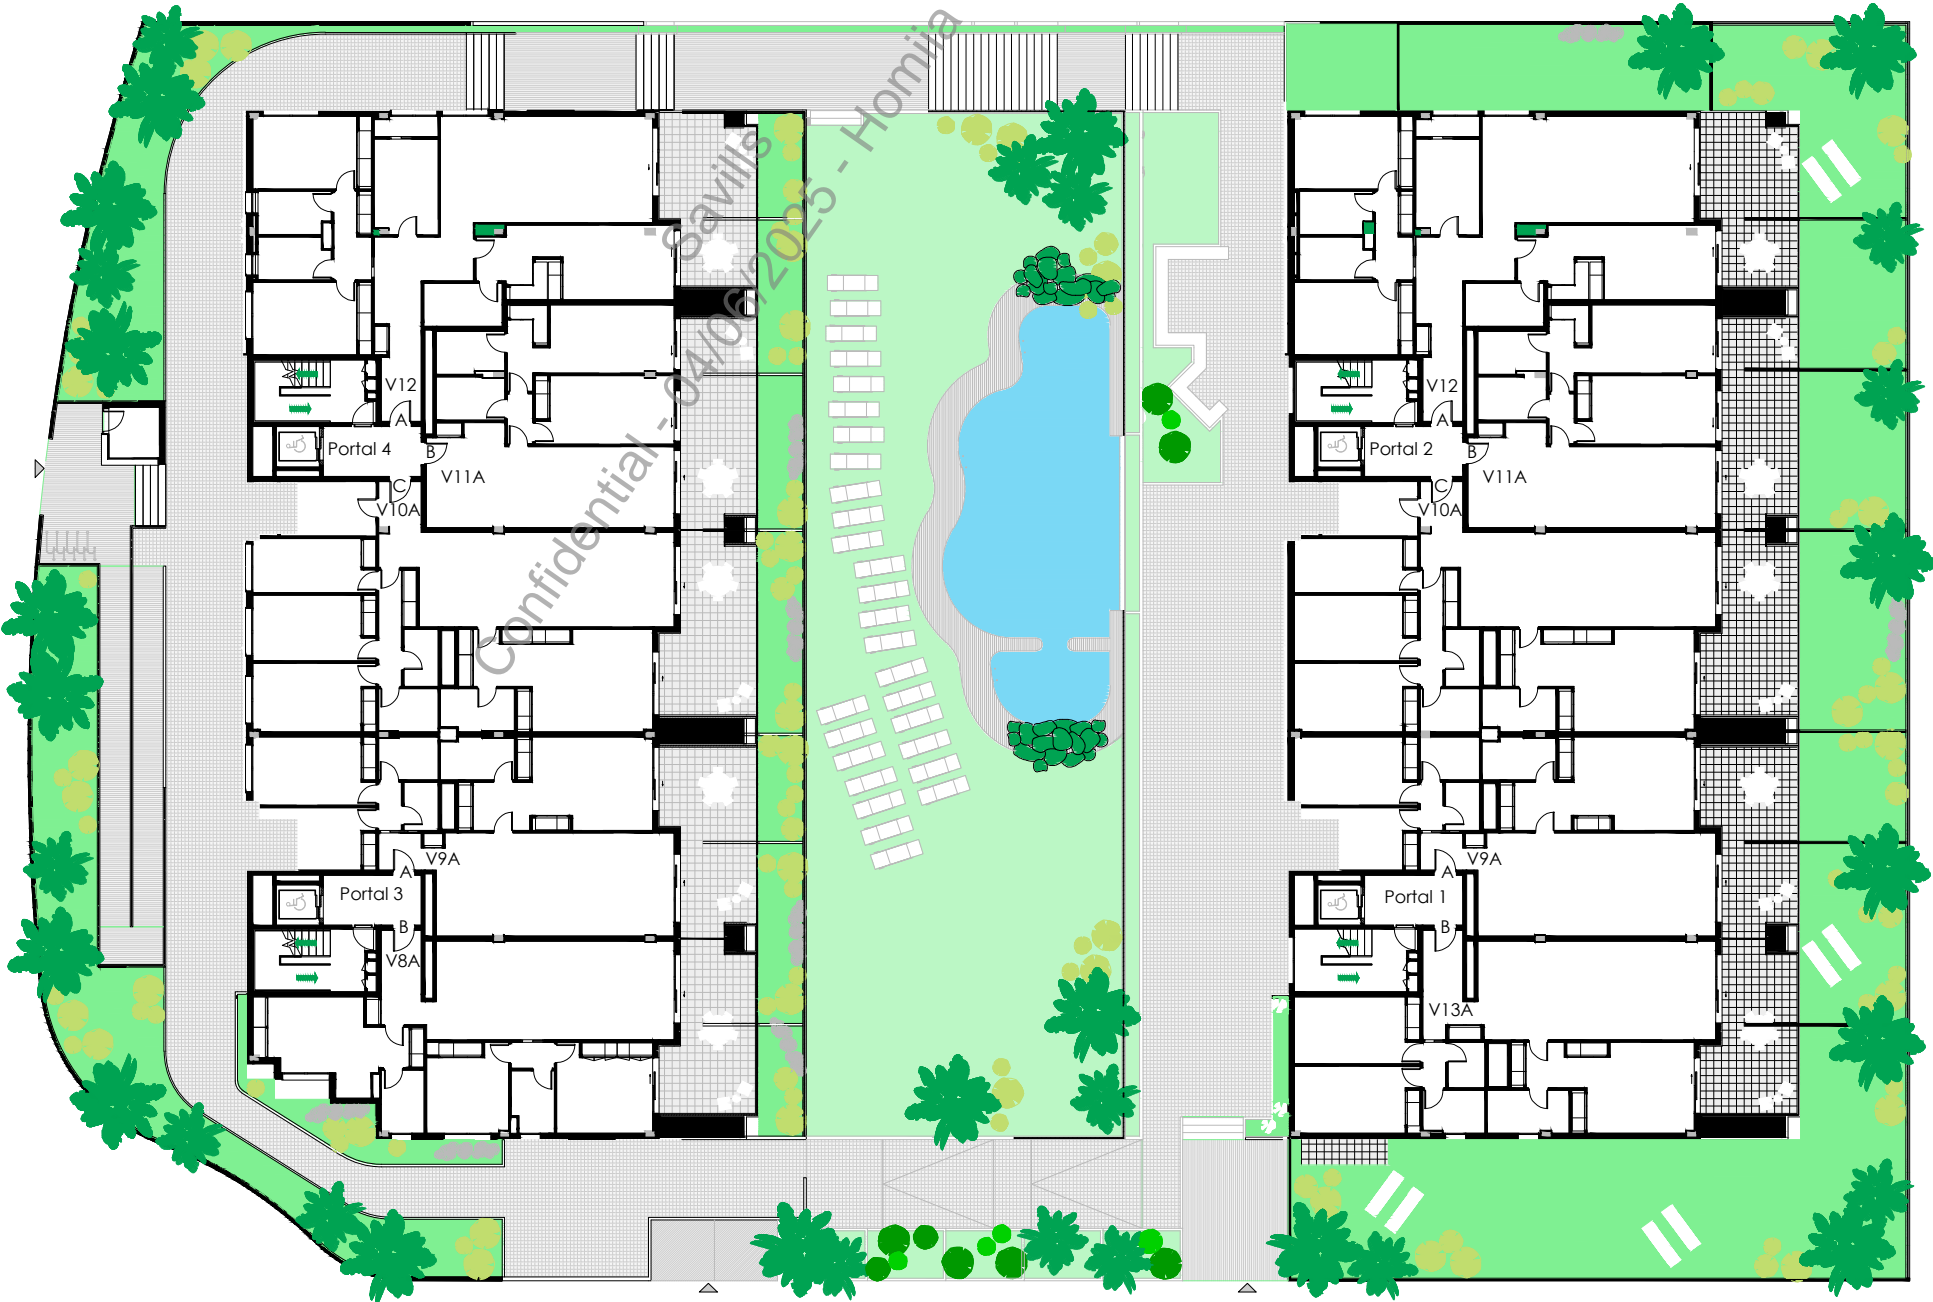 Confidential - 04/06/2025 - Homiia
Savills
V12
A
Portal 4
B
V11A
C
V10A
V9A
A
Portal 3
B
V8A
V12
A
Portal 2
B
V11A
C
V10A
V9A
A
Portal 1
B
V13A